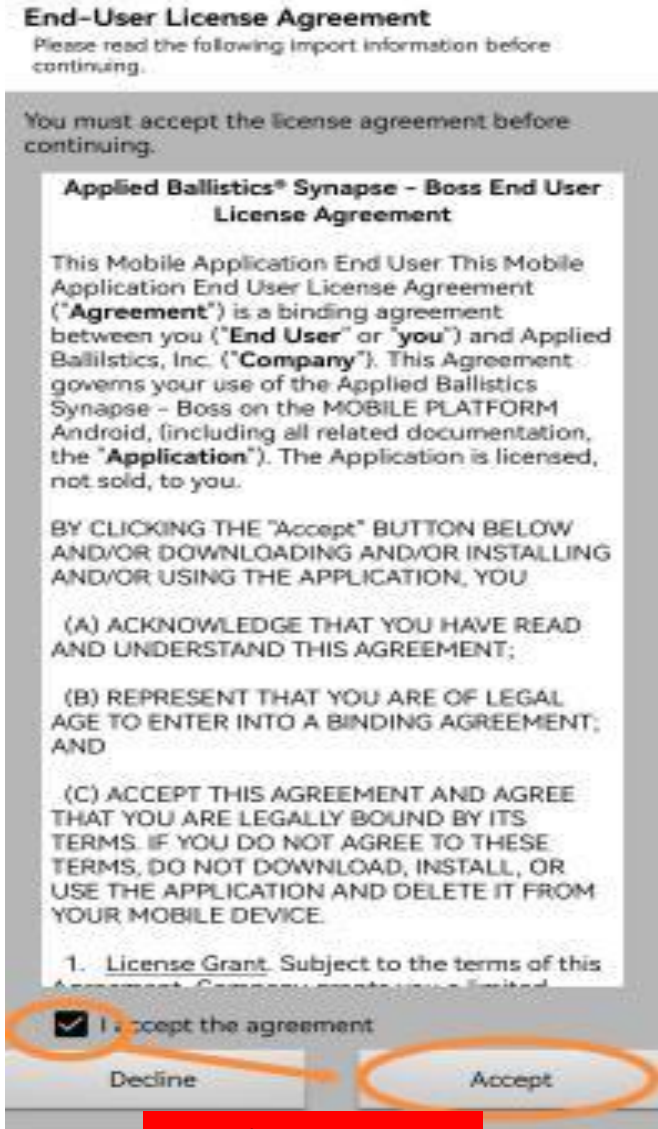 End-User License Agreement
Please read the following import information before
continuing.
You must accept the license agreement before
continuing.
Applied Ballistics® Synapse - Boss End User
License Agreement
This Mobile Application End User This Mobile
Application End User License Agreement
("Agreement") is a binding agreement
between you ("End User" or "you") and Applied
Ballilstics, Inc. ("Company"). This Agreement
governs your use of the Applied Ballistics
Synapse - Boss on the MOBILE PLATFORM
Android, (including all related documentation,
the "Application"). The Application is licensed,
not sold, to you.
BY CLICKING THE "Accept" BUTTON BELOW
AND/OR DOWNLOADING AND/OR INSTALLING
AND/OR USING THE APPLICATION, YOU
(A) ACKNOWLEDGE THAT YOU HAVE READ
AND UNDERSTAND THIS AGREEMENT;
(B) REPRESENT THAT YOU ARE OF LEGAL
AGE TO ENTER INTO A BINDING AGREEMENT;
AND
(C) ACCEPT THIS AGREEMENT AND AGREE
THAT YOU ARE LEGALLY BOUND BY ITS
TERMS. IF YOU DO NOT AGREE TO THESE
TERMS, DO NOT DOWNLOAD, INSTALL, OR
USE THE APPLICATION AND DELETE IT FROM
YOUR MOBILE DEVICE.
1. License Grant. Subject to the terms of this
I accept the agreement
Decline
Accept